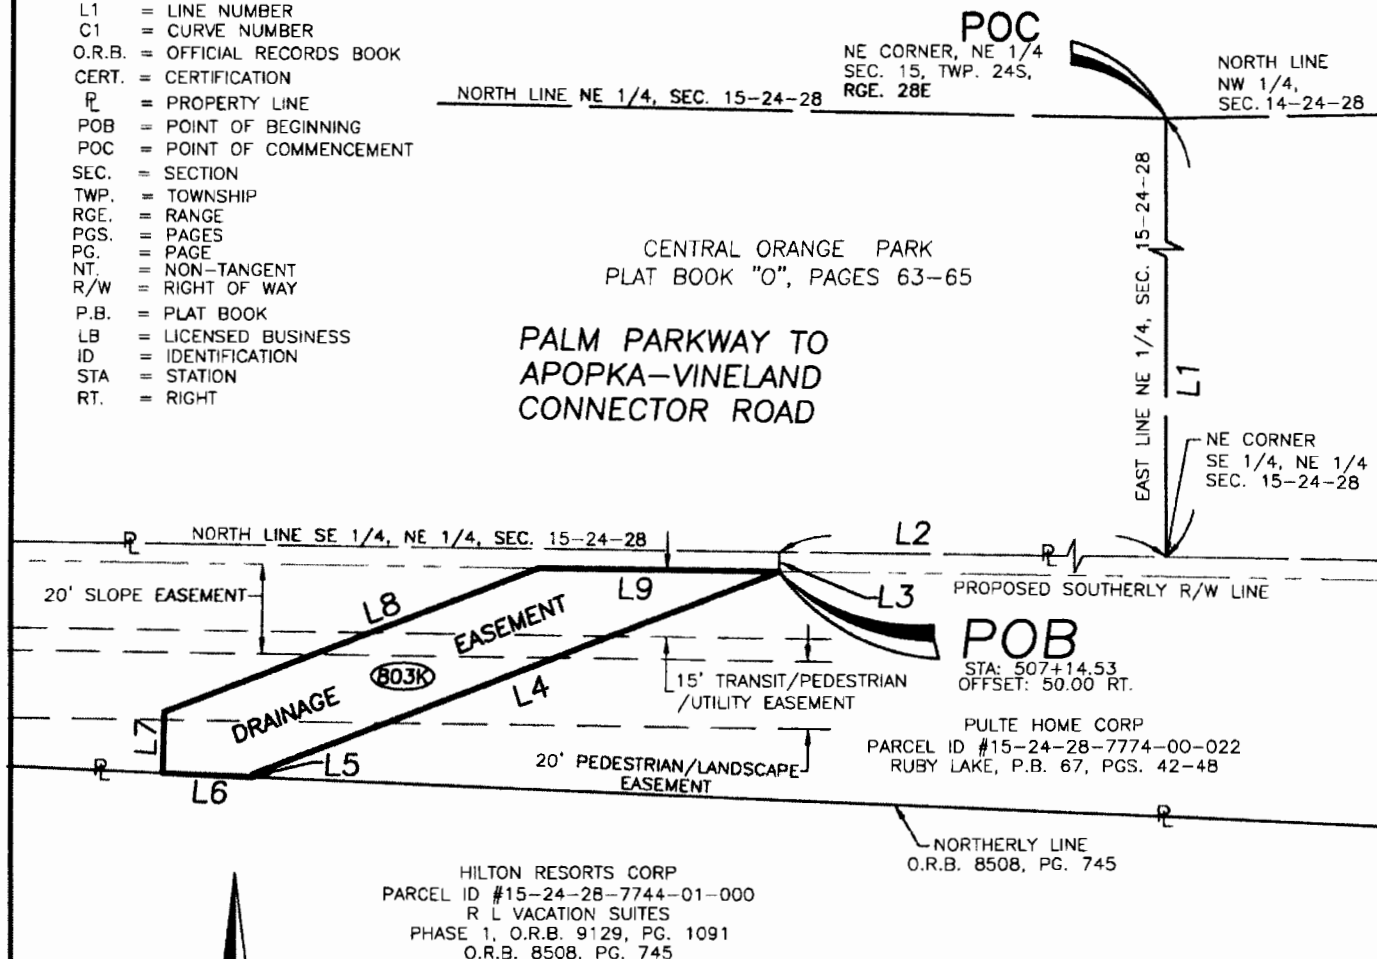 L1 = LINE NUMBER
C1 = CURVE NUMBER
O.R.B. = OFFICIAL RECORDS BOOK
CERT. = CERTIFICATION
PL = PROPERTY LINE
POB = POINT OF BEGINNING
POC = POINT OF COMMENCEMENT
SEC. = SECTION
TWP. = TOWNSHIP
RGE. = RANGE
PGS. = PAGES
PG. = PAGE
NT. = NON-TANGENT
R/W = RIGHT OF WAY
P.B. = PLAT BOOK
LB = LICENSED BUSINESS
ID = IDENTIFICATION
STA = STATION
RT. = RIGHT
POC
NE CORNER, NE 1/4
SEC. 15, TWP. 24S,
RGE. 28E
NORTH LINE
NW 1/4,
SEC. 14-24-28
NORTH LINE NE 1/4, SEC. 15-24-28
CENTRAL ORANGE PARK
PLAT BOOK "O", PAGES 63-65
PALM PARKWAY TO
APOPKA-VINELAND
CONNECTOR ROAD
EAST LINE NE 1/4, SEC. 15-24-28
L1
NE CORNER
SE 1/4, NE 1/4
SEC. 15-24-28
PL
NORTH LINE SE 1/4, NE 1/4, SEC. 15-24-28
L2
PL
20' SLOPE EASEMENT
L8
L9
L3
PROPOSED SOUTHERLY R/W LINE
EASEMENT
803K
DRAINAGE
L4
POB
STA: 507+14.53
OFFSET: 50.00 RT.
15' TRANSIT/PEDESTRIAN
/UTILITY EASEMENT
L7
PULTE HOME CORP
PARCEL ID #15-24-28-7774-00-022
RUBY LAKE, P.B. 67, PGS. 42-48
PL
L6
L5
20' PEDESTRIAN/LANDSCAPE
EASEMENT
PL
NORTHERLY LINE
O.R.B. 8508, PG. 745
HILTON RESORTS CORP
PARCEL ID #15-24-28-7744-01-000
R L VACATION SUITES
PHASE 1, O.R.B. 9129, PG. 1091
O.R.B. 8508, PG. 745